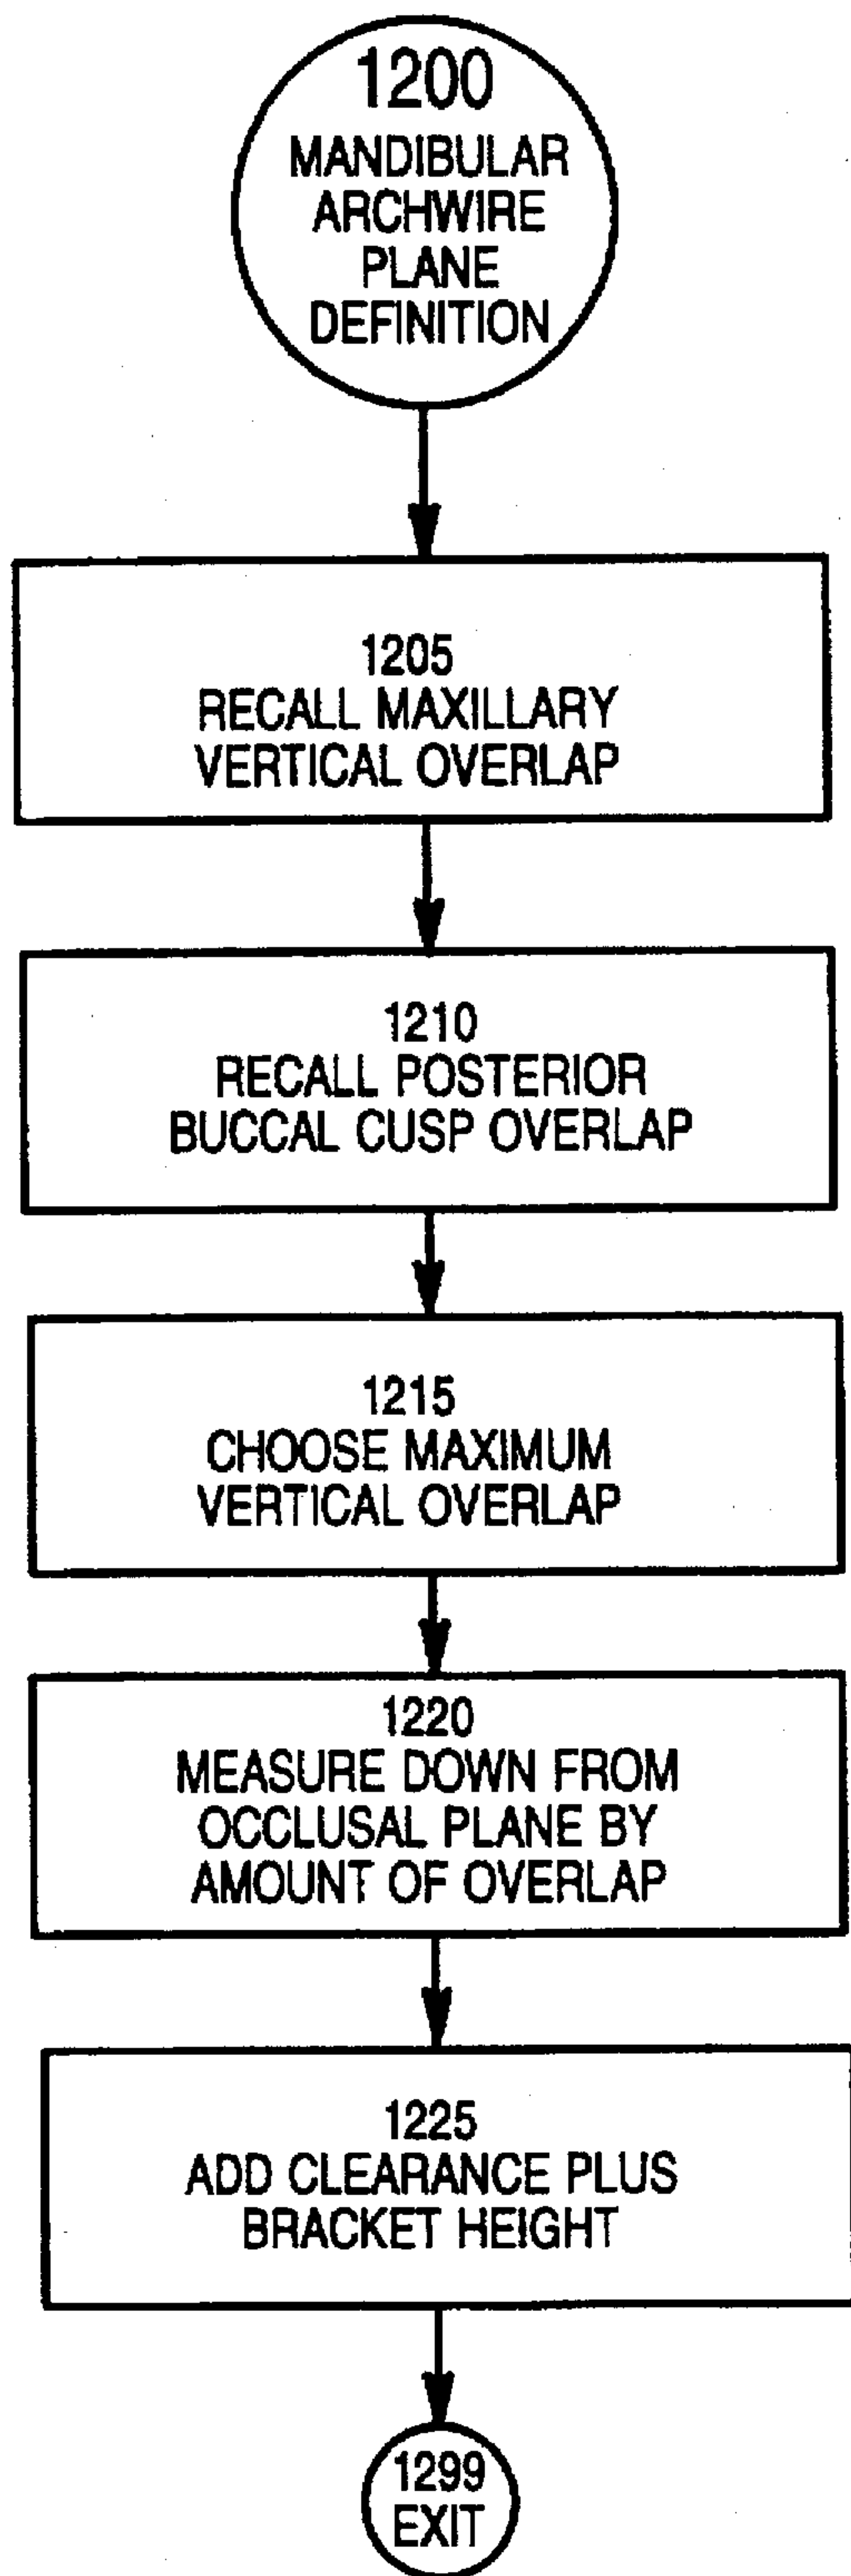 1200
MANDIBULAR
ARCHWIRE
PLANE
DEFINITION
1205
RECALL MAXILLARY
VERTICAL OVERLAP
1210
RECALL POSTERIOR
BUCCAL CUSP OVERLAP
1215
CHOOSE MAXIMUM
VERTICAL OVERLAP
1220
MEASURE DOWN FROM
OCCLUSAL PLANE BY
AMOUNT OF OVERLAP
1225
ADD CLEARANCE PLUS
BRACKET HEIGHT
1299
EXIT